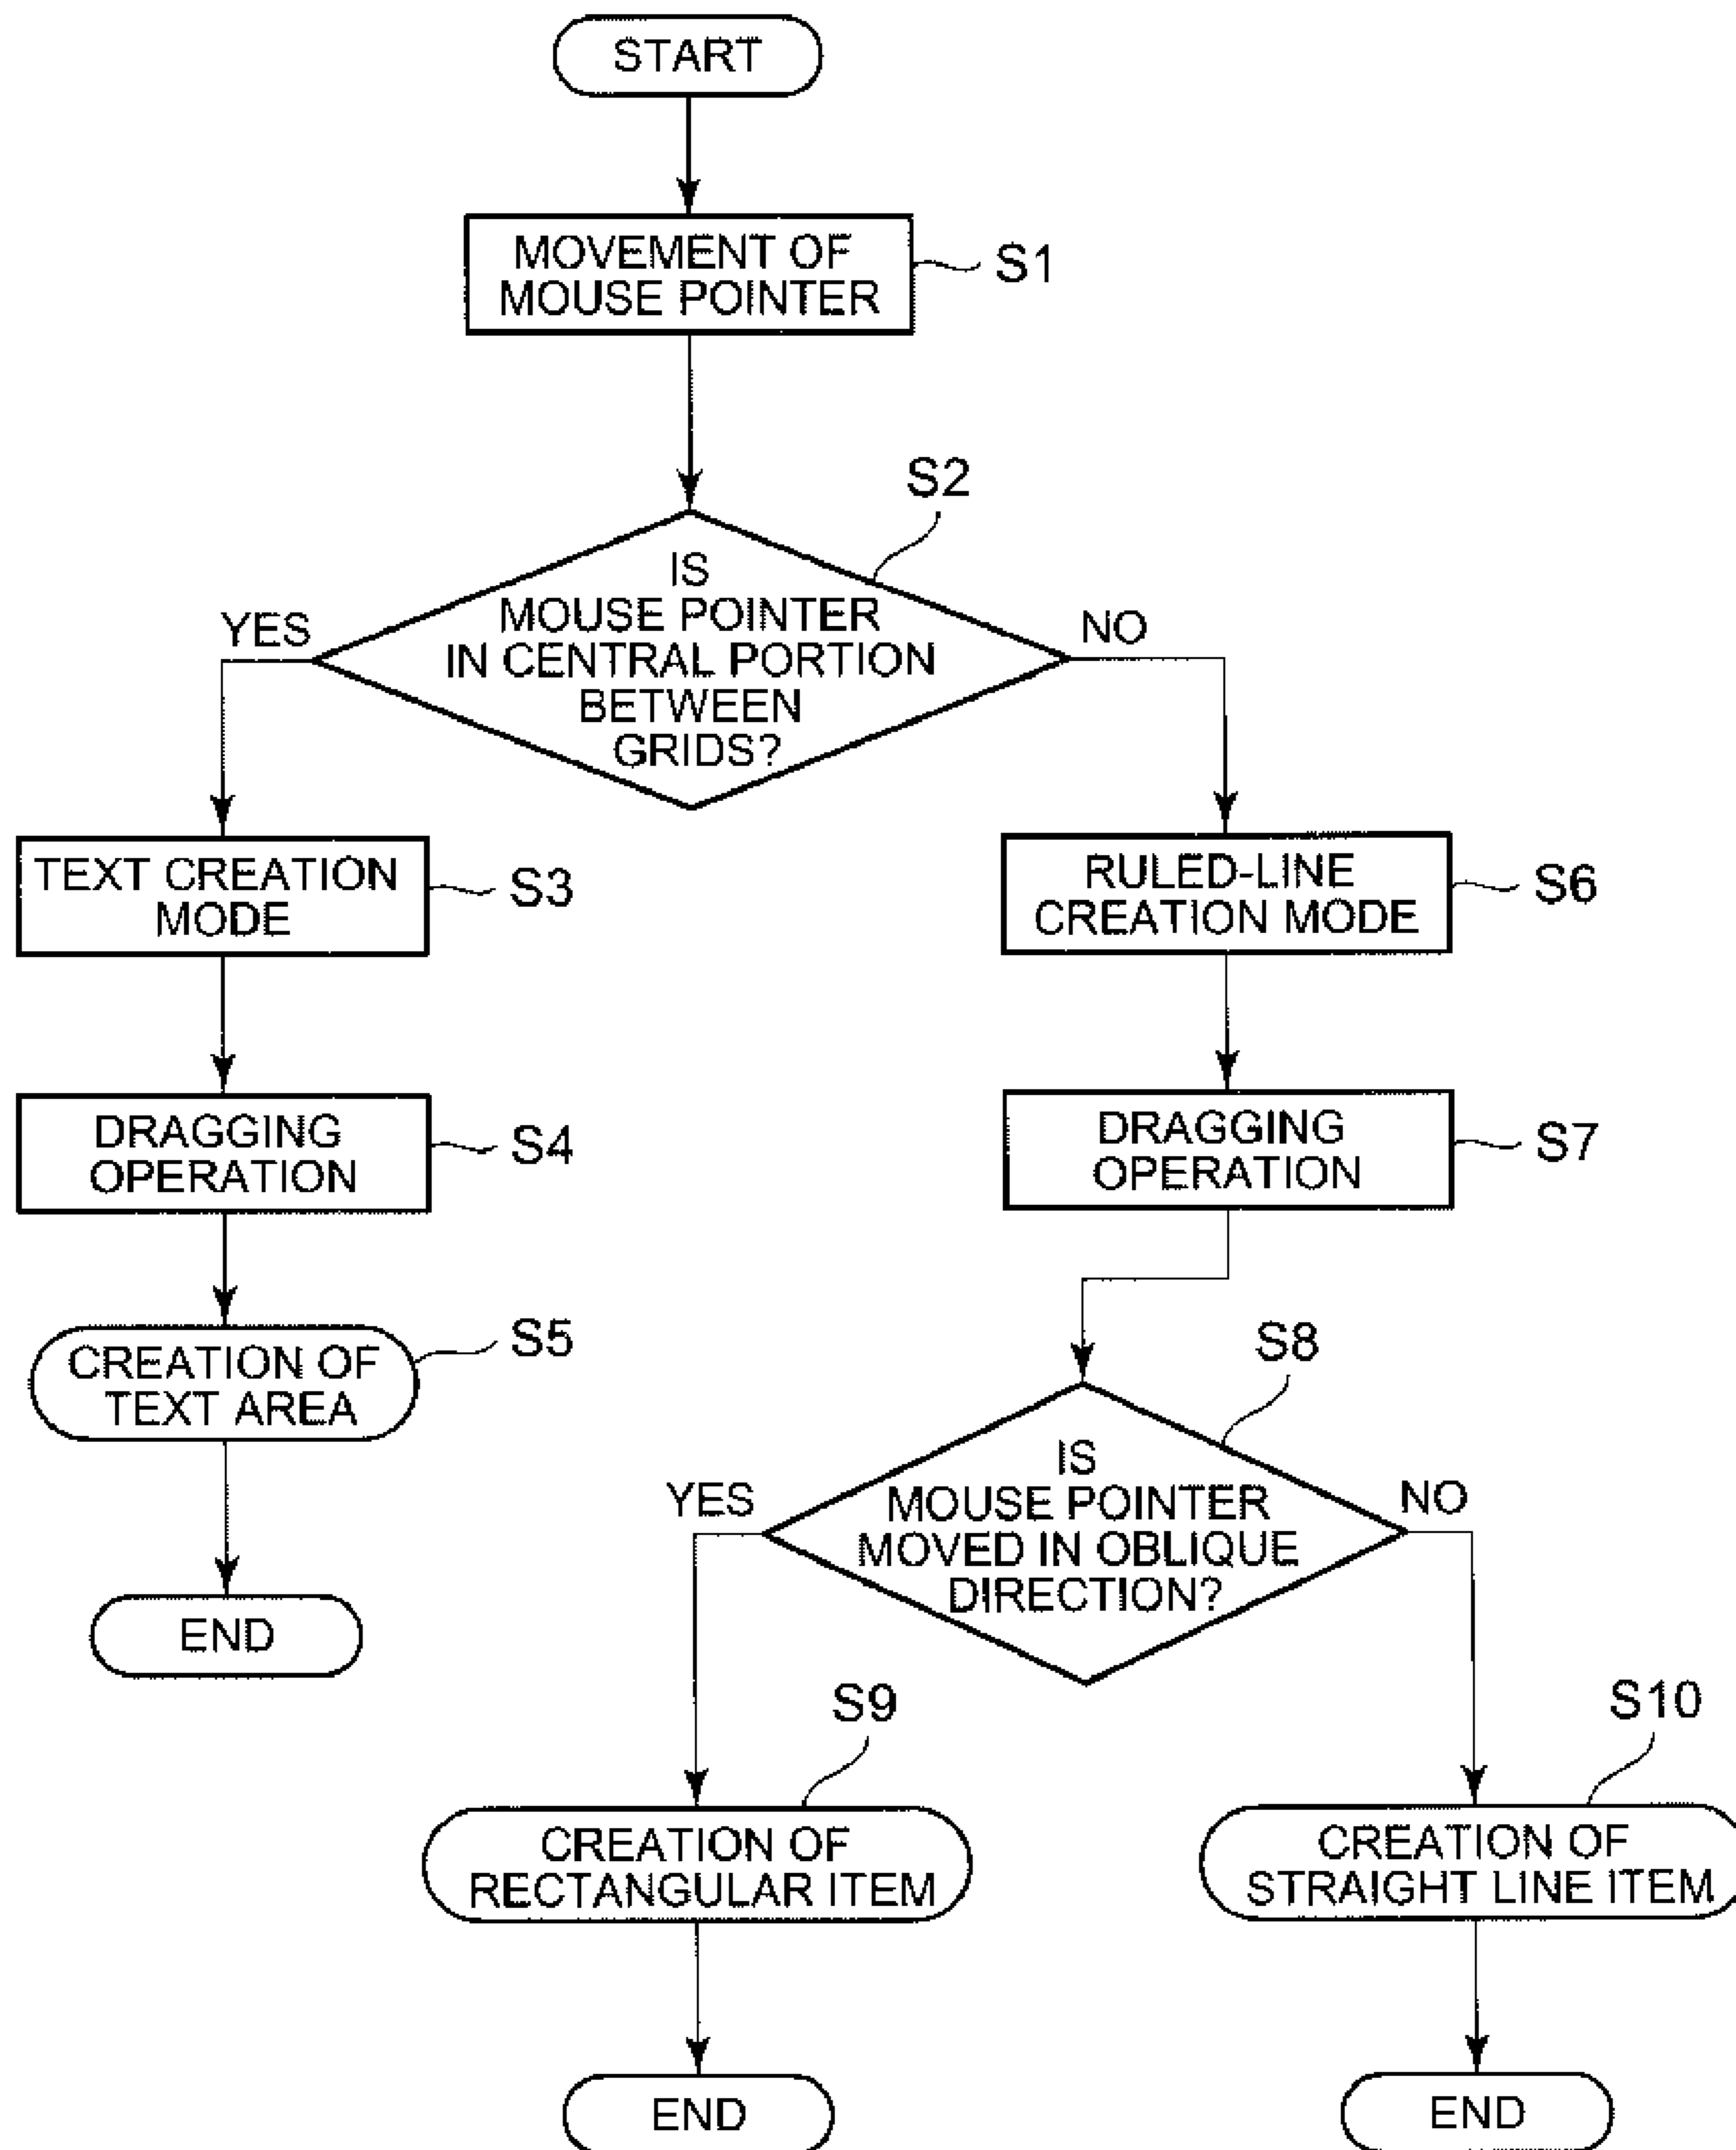 START
MOVEMENT OF
MOUSE POINTER
S1
S2
IS
MOUSE POINTER
IN CENTRAL PORTION
BETWEEN
GRIDS?
YES
NO
TEXT CREATION
MODE
S3
RULED-LINE
CREATION MODE
S6
DRAGGING
OPERATION
S4
DRAGGING
OPERATION
S7
CREATION OF
TEXT AREA
S5
S8
IS
MOUSE POINTER
MOVED IN OBLIQUE
DIRECTION?
YES
NO
END
S9
S10
CREATION OF
RECTANGULAR ITEM
CREATION OF
STRAIGHT LINE ITEM
END
END